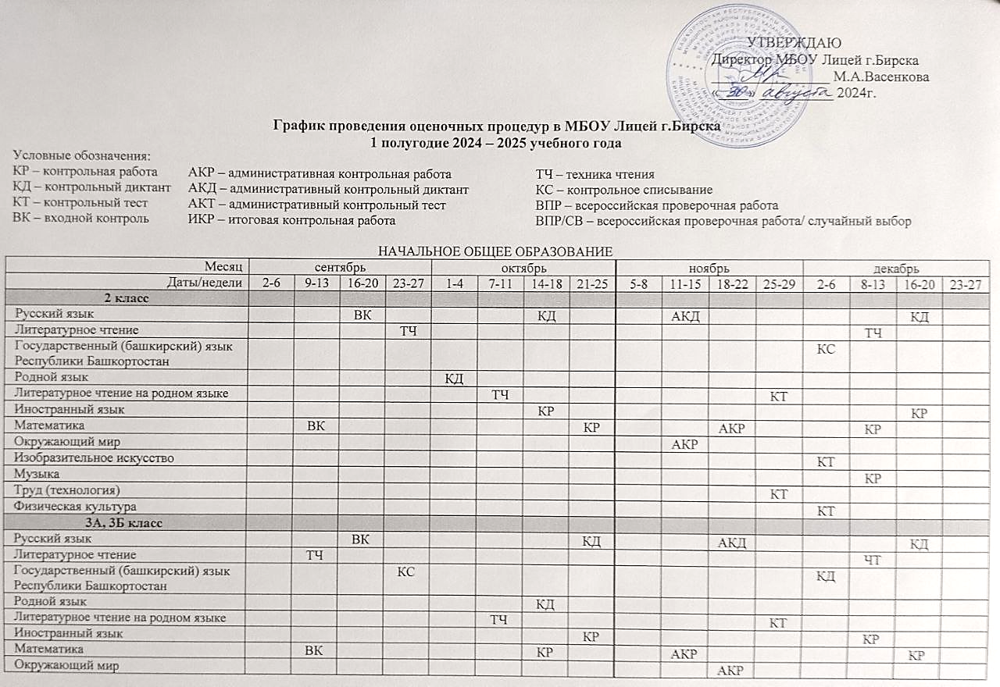 УТВЕРЖДАЮ
Директор МБОУ Лицей г.Бирска
М.А.Васенкова
« 30 » августа 2024г.
График проведения оценочных процедур в МБОУ Лицей г.Бирска
1 полугодие 2024 – 2025 учебного года
Условные обозначения:
КР – контрольная работа АКР – административная контрольная работа ТЧ – техника чтения
КД – контрольный диктант АКД – административный контрольный диктант КС – контрольное списывание
КТ – контрольный тест АКТ – административный контрольный тест ВПР – всероссийская проверочная работа
ВК – входной контроль ИКР – итоговая контрольная работа ВПР/СВ – всероссийская проверочная работа/ случайный выбор
НАЧАЛЬНОЕ ОБЩЕЕ ОБРАЗОВАНИЕ
Месяц сентябрь октябрь ноябрь декабрь
Даты/недели 2-6 9-13 16-20 23-27 1-4 7-11 14-18 21-25 5-8 11-15 18-22 25-29 2-6 8-13 16-20 23-27
2 класс
Русский язык ВК КД АКД КД
Литературное чтение ТЧ ТЧ
Государственный (башкирский) язык КС
Республики Башкортостан
Родной язык КД
Литературное чтение на родном языке ТЧ КТ
Иностранный язык КР КР
Математика ВК КР АКР КР
Окружающий мир АКР
Изобразительное искусство КТ
Музыка КР
Труд (технология) КТ
Физическая культура КТ
3А, 3Б класс
Русский язык ВК КД АКД КД
Литературное чтение ТЧ ЧТ
Государственный (башкирский) язык КС КД
Республики Башкортостан
Родной язык КД
Литературное чтение на родном языке ТЧ КТ
Иностранный язык КР КР
Математика ВК КР АКР КР
Окружающий мир АКР